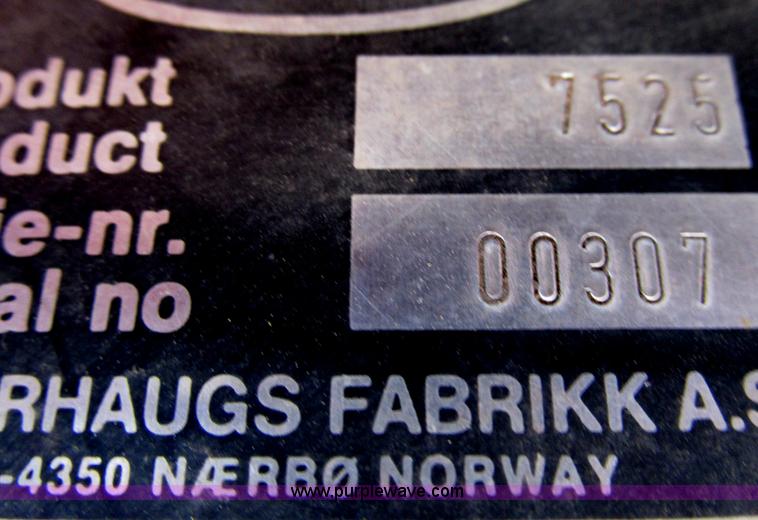 odukt 7525
duct
ie-nr. 00307
al no
RHAUGS FABRIKK A.S
-4350 NÆRBØ NORWAY
www.purplewave.com